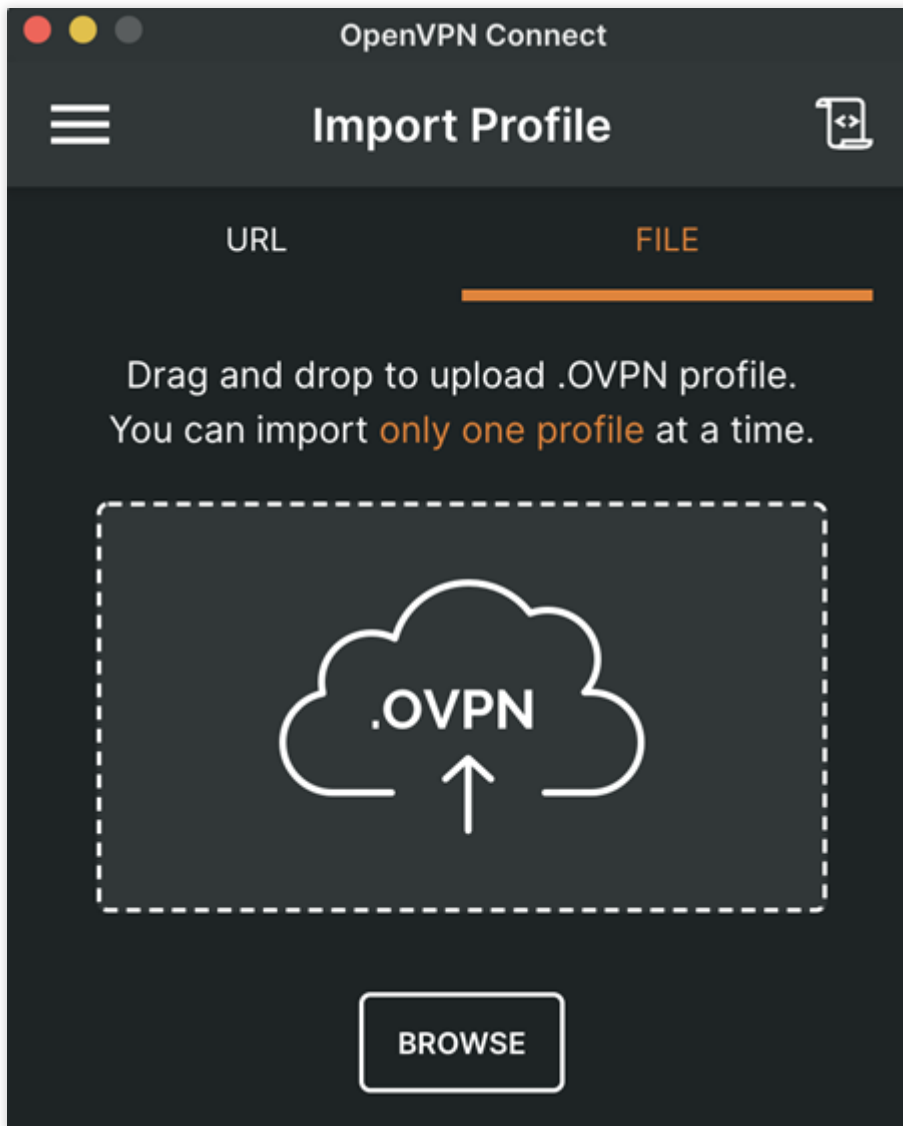 OpenVPN Connect
Import Profile
URL
FILE
Drag and drop to upload .OVPN profile.
You can import only one profile at a time.
.OVPN
BROWSE